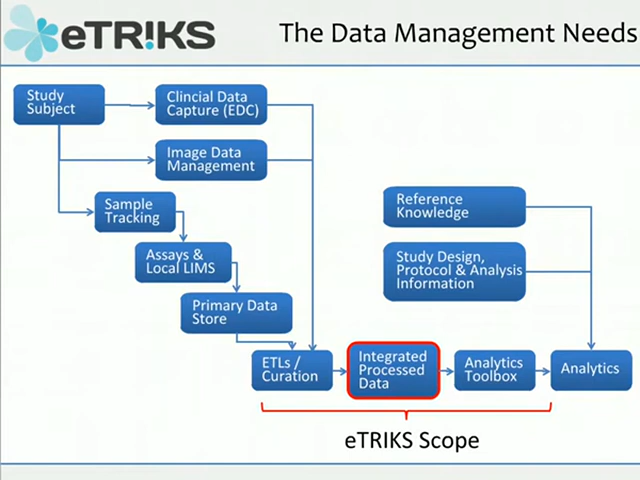 eTRIKS
The Data Management Needs
Study
Subject
Clincial Data
Capture (EDC)
Image Data
Management
Sample
Tracking
Reference
Knowledge
Assays &
Local LIMS
Study Design,
Protocol & Analysis
Information
Primary Data
Store
ETLs /
Curation
Integrated
Processed
Data
Analytics
Toolbox
Analytics
eTRIKS Scope